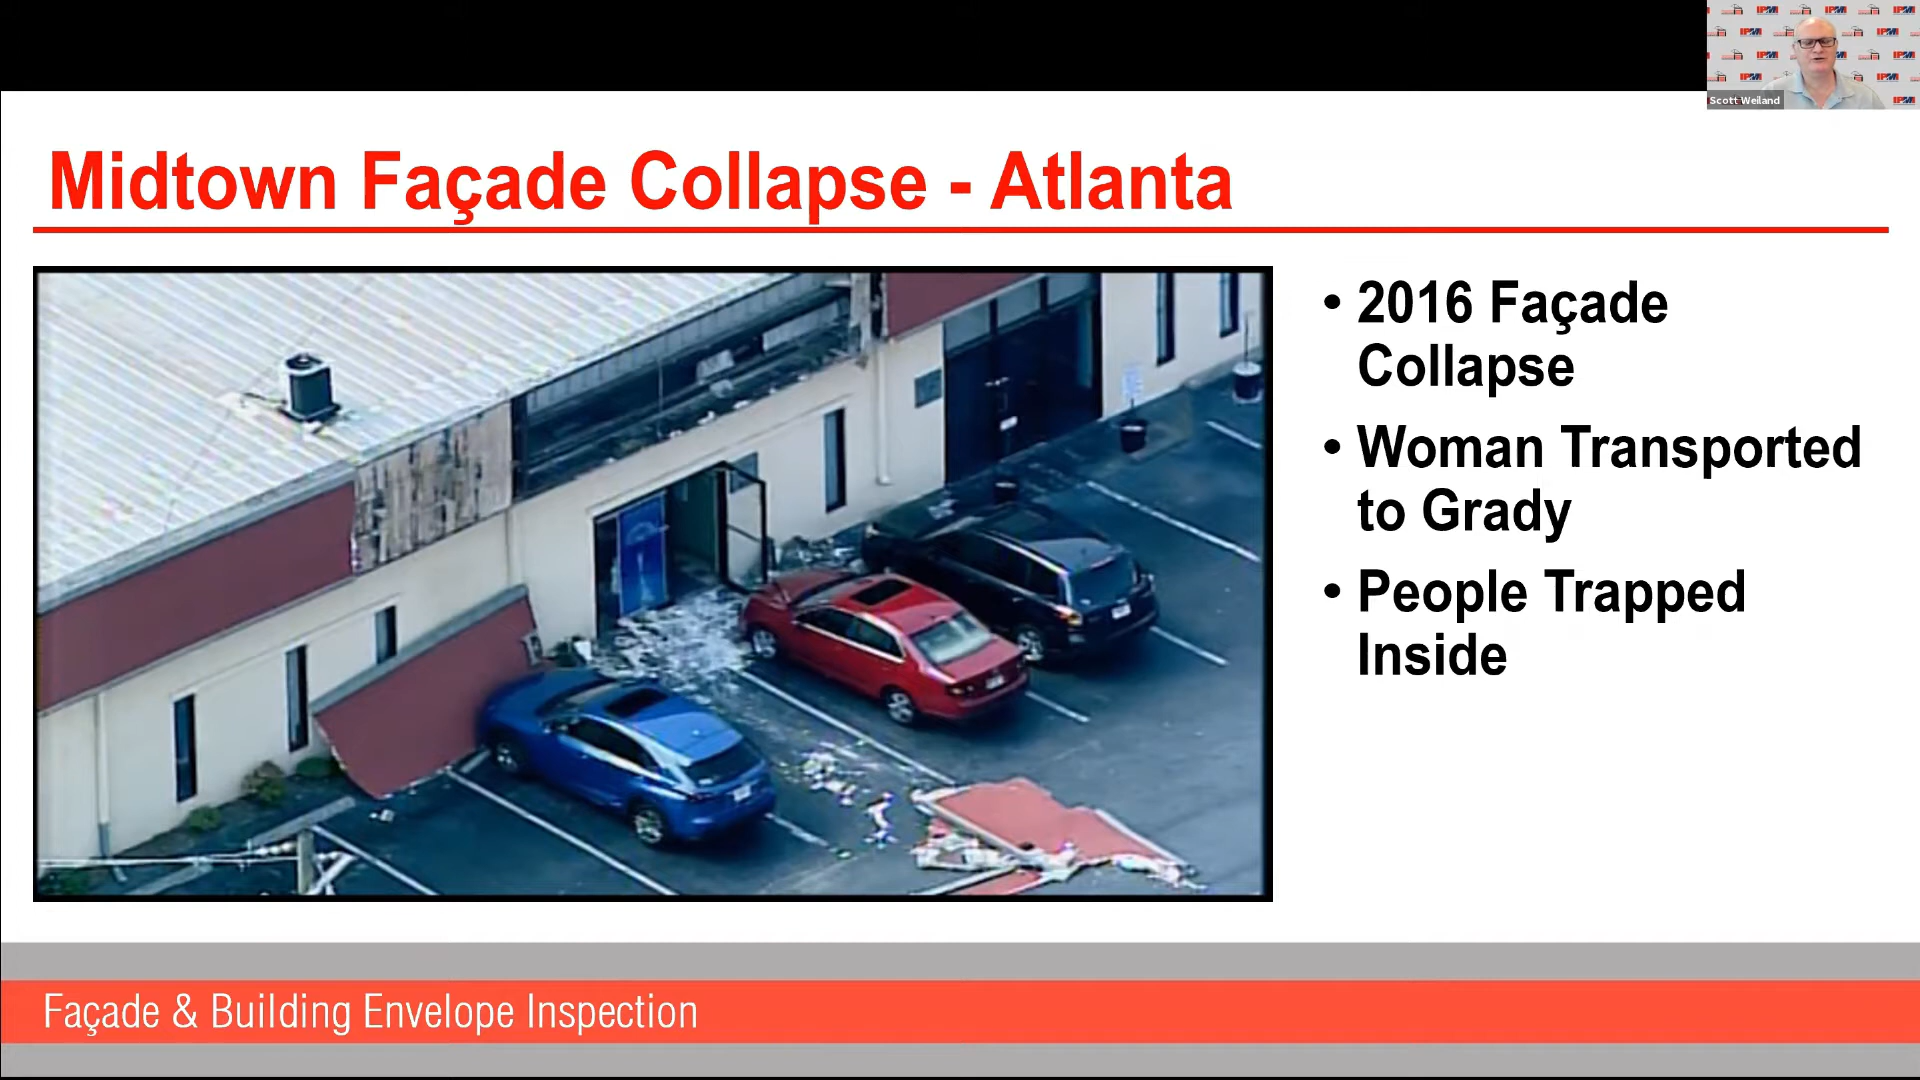 Scott Weiland
Midtown Façade Collapse - Atlanta
• 2016 Façade
Collapse
• Woman Transported
to Grady
• People Trapped
Inside
Façade & Building Envelope Inspection